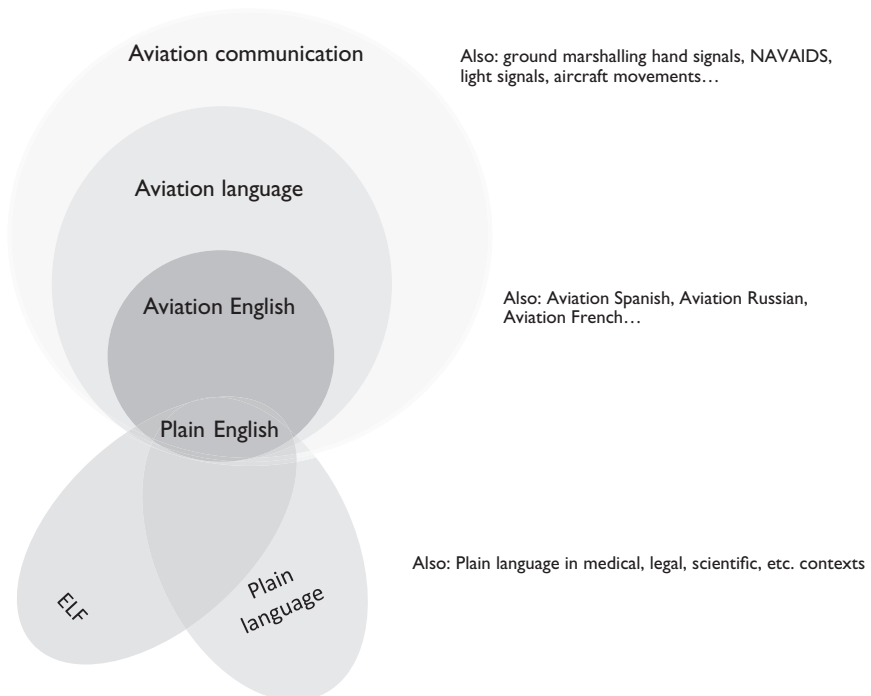 Aviation communication
Also: ground marshalling hand signals, NAVAIDS,
light signals, aircraft movements…
Aviation language
Aviation English
Also: Aviation Spanish, Aviation Russian,
Aviation French…
Plain English
ELF
Plain
language
Also: Plain language in medical, legal, scientific, etc. contexts